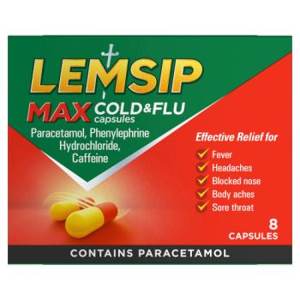 LEMSIP
MAX COLD & FLU
capsules
Paracetamol, Phenylephrine
Hydrochloride,
Caffeine
Effective Relief for
Fever
Headaches
Blocked nose
Body aches
Sore throat
8
CAPSULES
CONTAINS PARACETAMOL